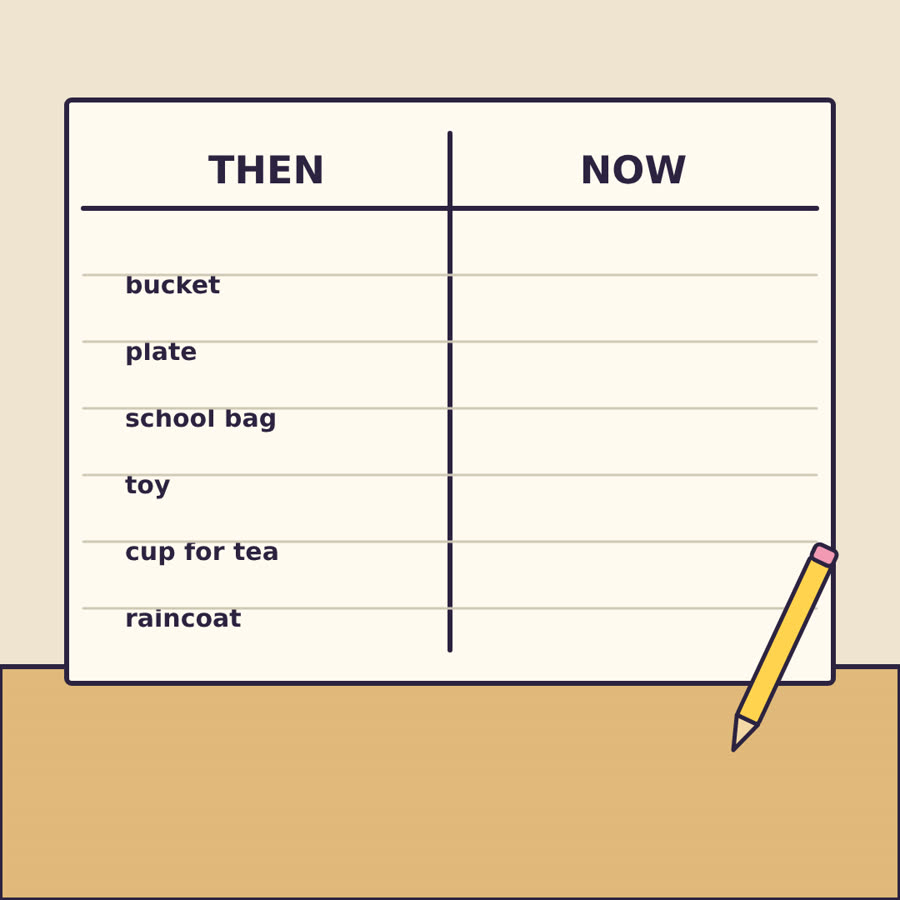 THEN NOW
bucket
plate
school bag
toy
cup for tea
raincoat